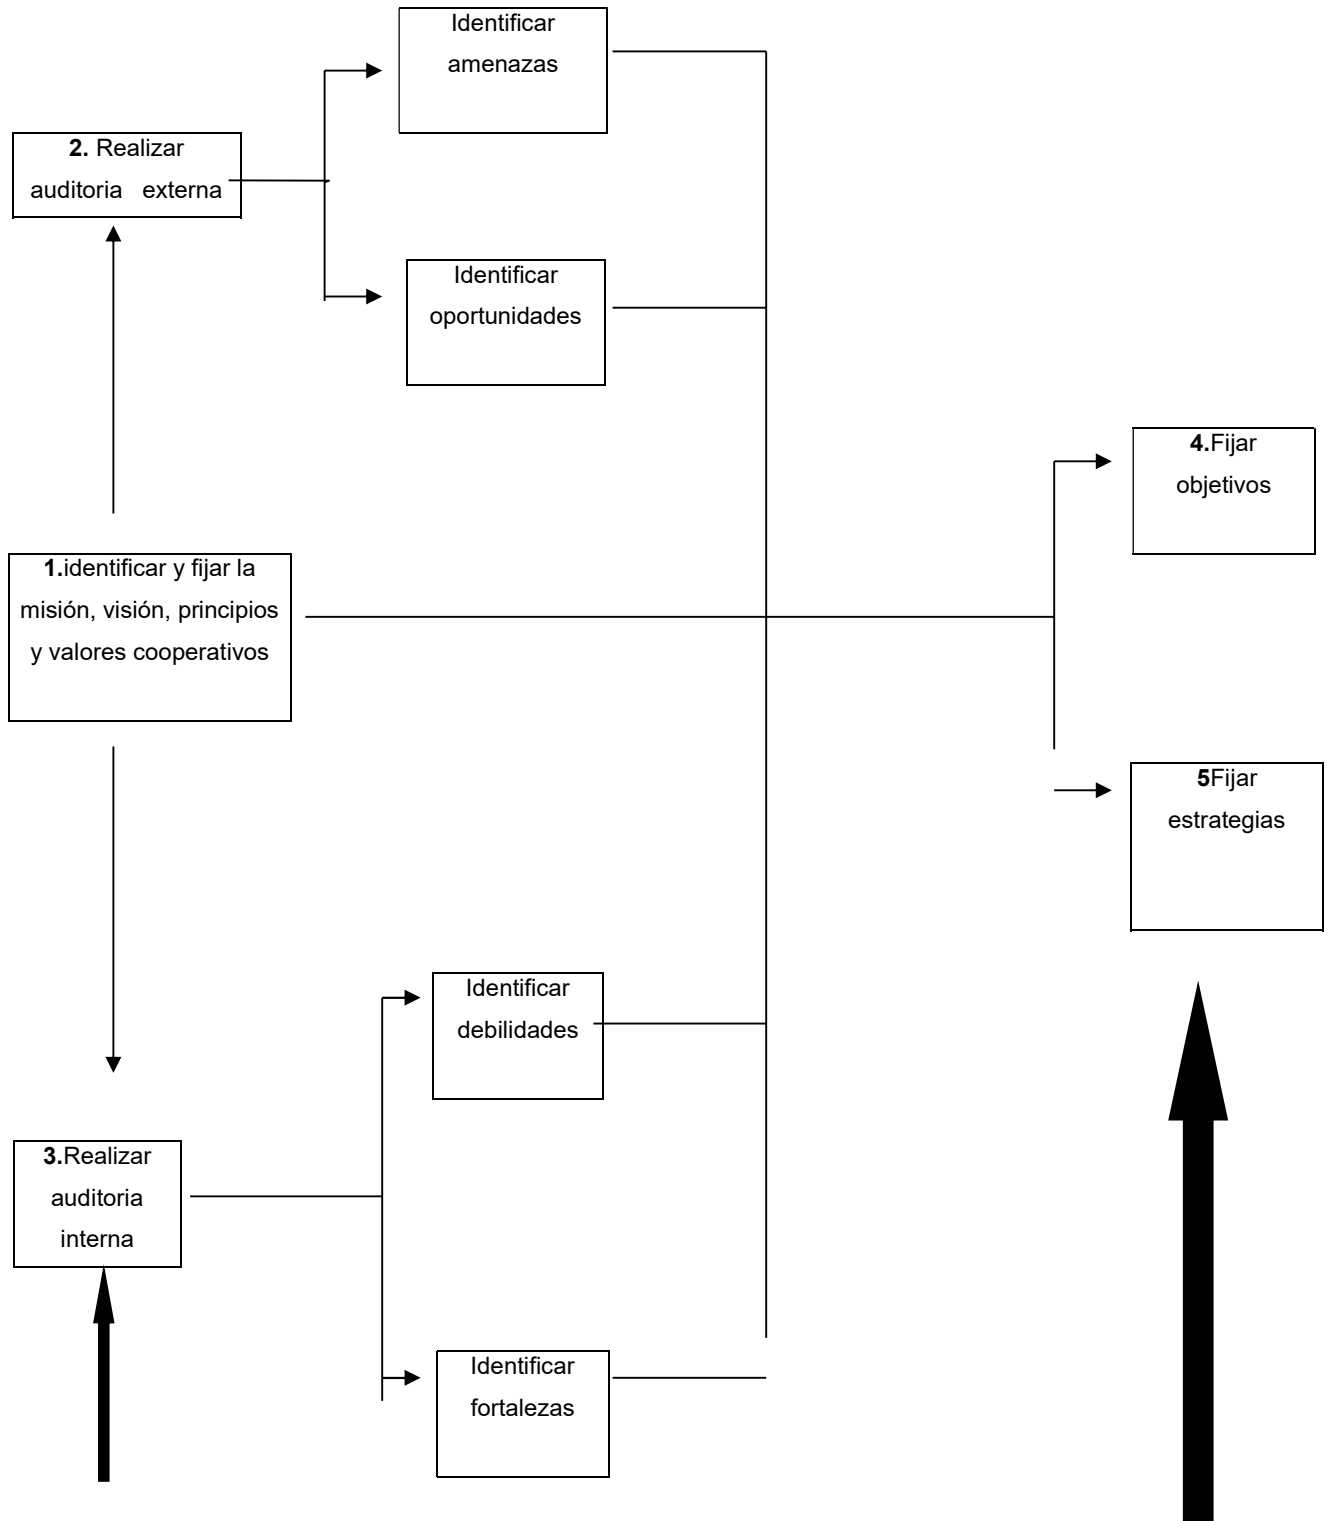 Identificar
amenazas
2. Realizar
auditoria externa
Identificar
oportunidades
4.Fijar
objetivos
1.identificar y fijar la
misión, visión, principios
y valores cooperativos
5Fijar
estrategias
Identificar
debilidades
3.Realizar
auditoria
interna
Identificar
fortalezas